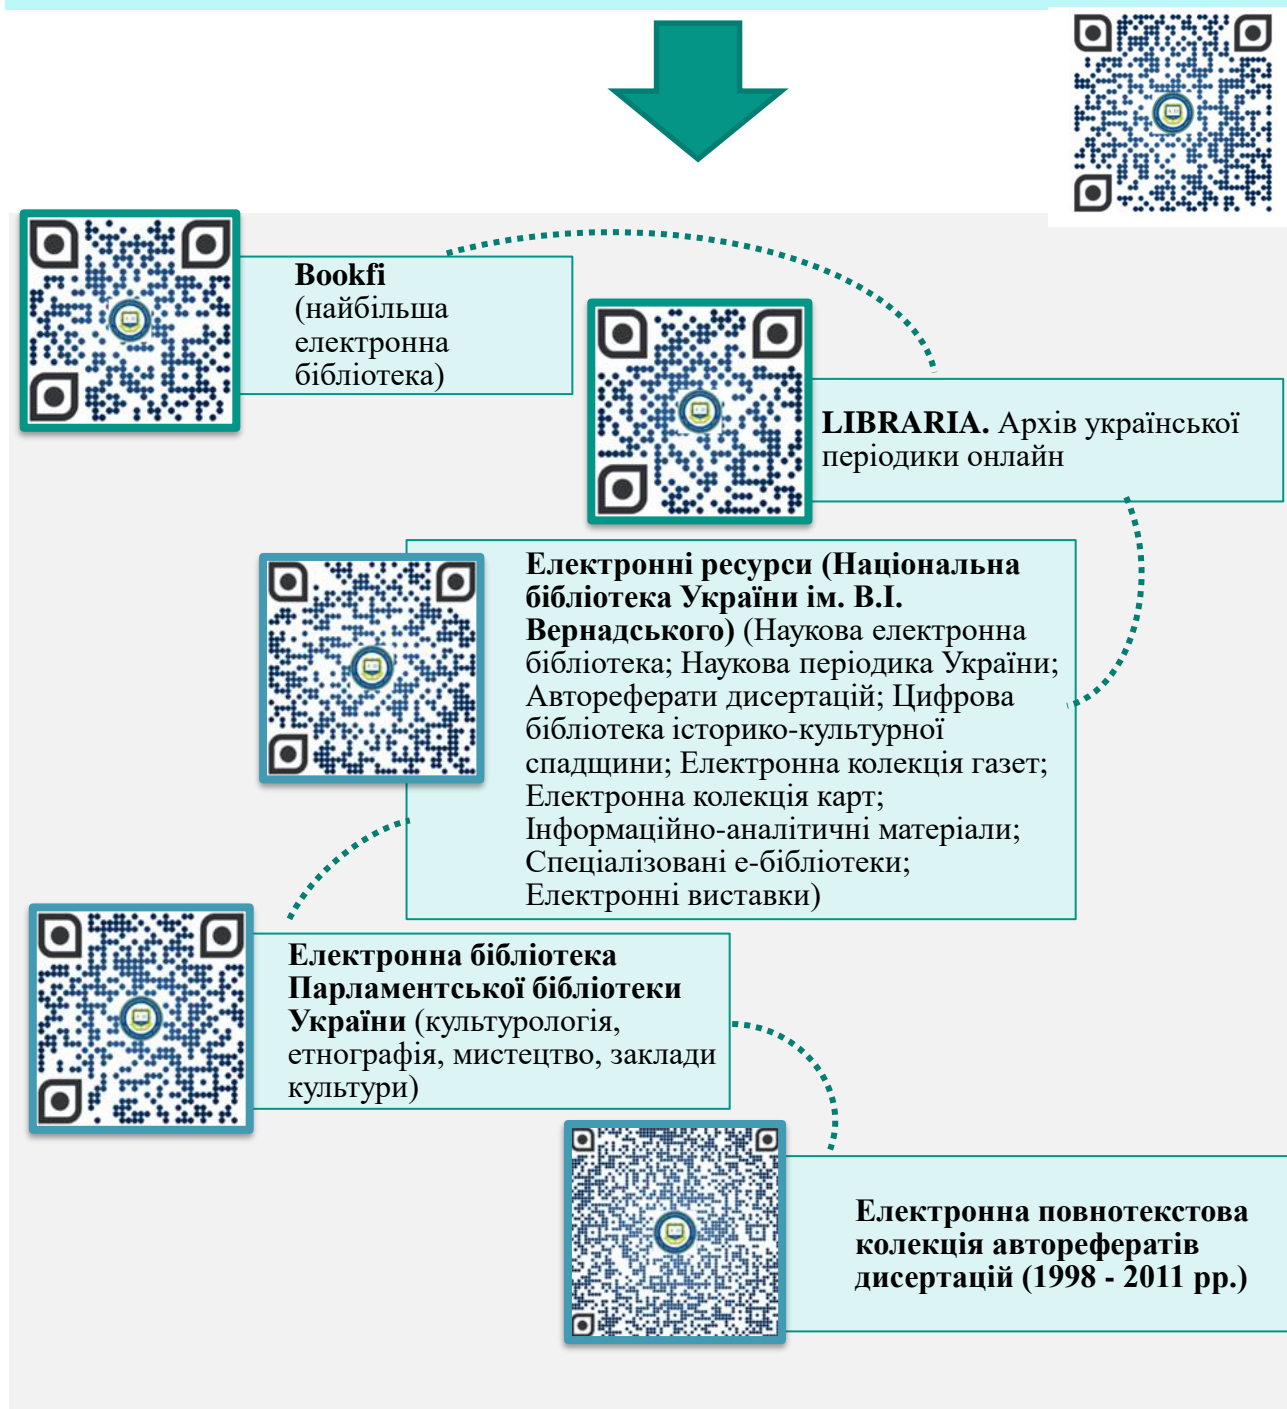 Bookfi
(найбільша
електронна
бібліотека)
LIBRARIA. Архів української
періодики онлайн
Електронні ресурси (Національна
бібліотека України ім. В.І.
Вернадського) (Наукова електронна
бібліотека; Наукова періодика України;
Автореферати дисертацій; Цифрова
бібліотека історико-культурної
спадщини; Електронна колекція газет;
Електронна колекція карт;
Інформаційно-аналітичні матеріали;
Спеціалізовані е-бібліотеки;
Електронні виставки)
Електронна бібліотека
Парламентської бібліотеки
України (культурологія,
етнографія, мистецтво, заклади
культури)
Електронна повнотекстова
колекція авторефератів
дисертацій (1998 - 2011 рр.)